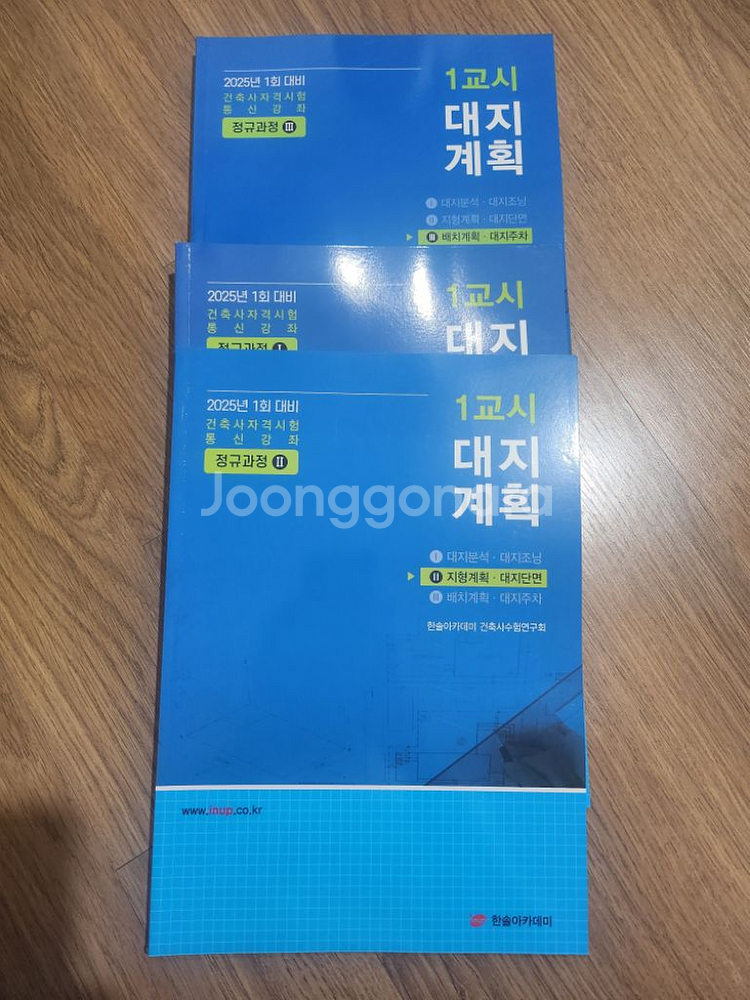 2025년 1회 대비
건축사자격시험
통신강좌
정규과정 Ⅲ
1교시
대지
계획
Ⅰ 대지분석 · 대지조닝
Ⅱ 지형계획 · 대지단면
Ⅲ 배치계획 · 대지주차
2025년 1회 대비
건축사자격시험
통신강좌
정규과정 Ⅰ
1교시
대지
2025년 1회 대비
건축사자격시험
통신강좌
정규과정 Ⅱ
1교시
대지
계획
Joonggonara
Ⅰ 대지분석 · 대지조닝
Ⅱ 지형계획 · 대지단면
Ⅲ 배치계획 · 대지주차
한솔아카데미 건축사수험연구회
www.inup.co.kr
한솔아카데미